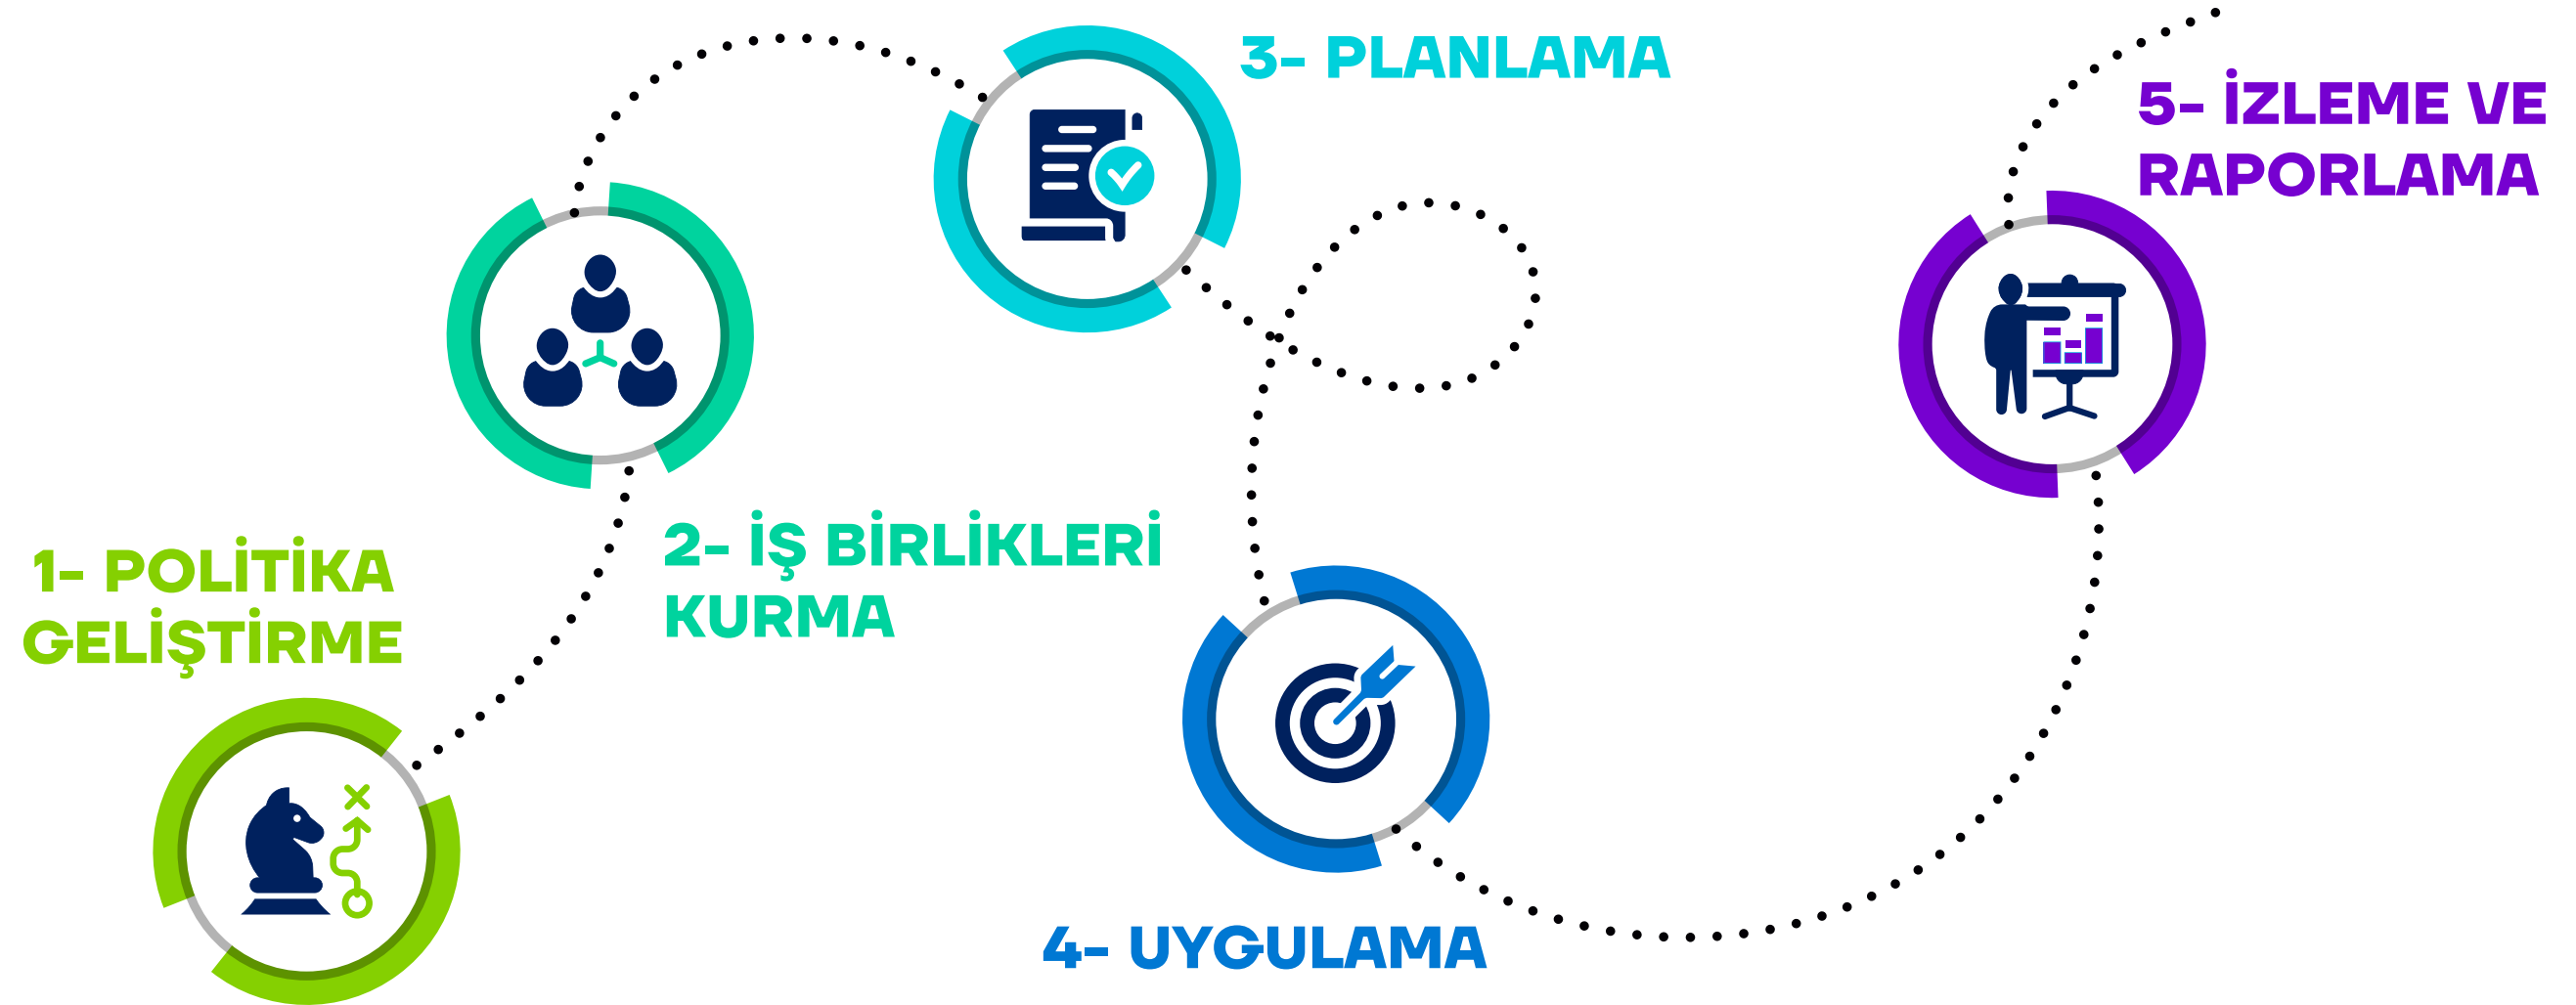 1- POLİTİKA
GELİŞTİRME
2- İŞ BİRLİKLERİ
KURMA
3- PLANLAMA
4- UYGULAMA
5- İZLEME VE
RAPORLAMA